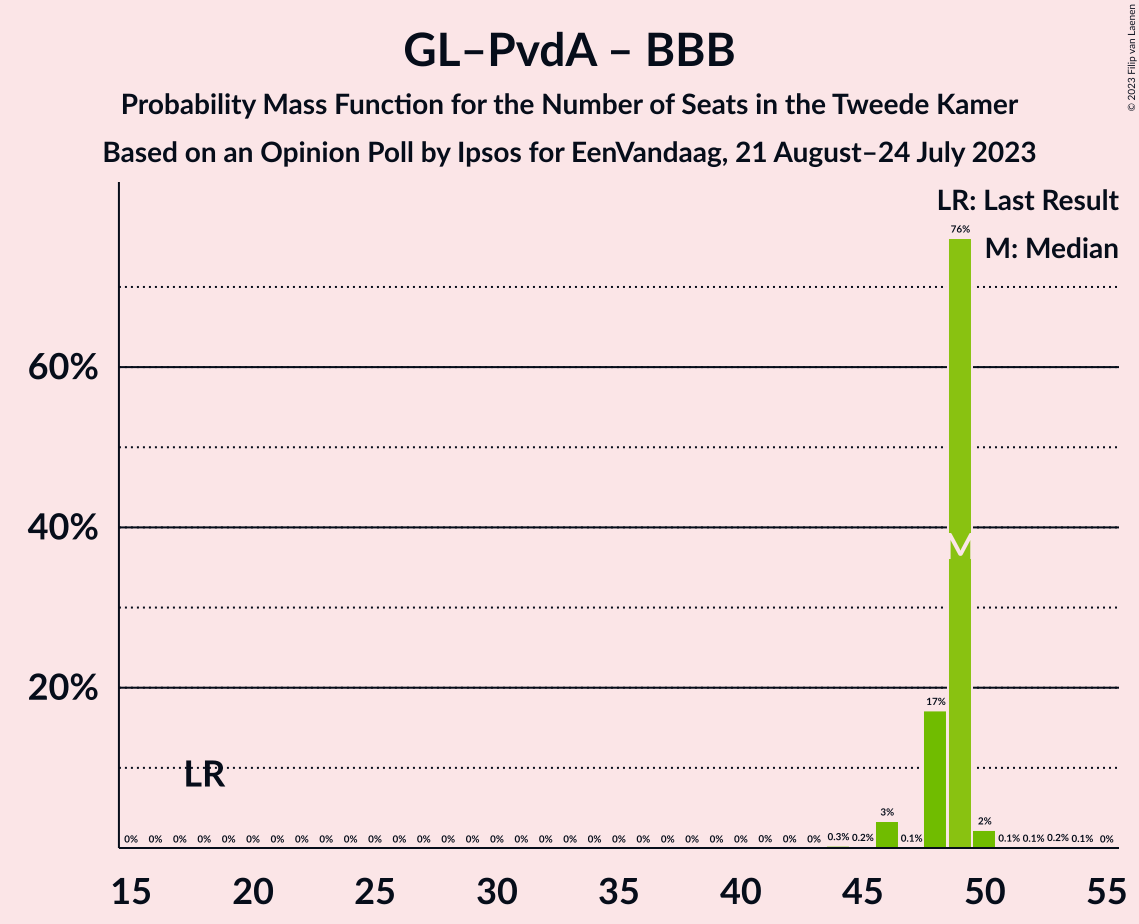 GL–PvdA – BBB
Probability Mass Function for the Number of Seats in the Tweede Kamer
Based on an Opinion Poll by Ipsos for EenVandaag, 21 August–24 July 2023
© 2023 Filip van Laenen
LR: Last Result
M: Median
76%
60%
40%
M
20%
17%
LR
3%
2%
0% 0% 0% 0% 0% 0% 0% 0% 0% 0% 0% 0% 0% 0% 0% 0% 0% 0% 0% 0% 0% 0% 0% 0% 0% 0% 0% 0% 0% 0.3% 0.2% 0.1% 0.1% 0.1% 0.2% 0.1% 0%
15 20 25 30 35 40 45 50 55